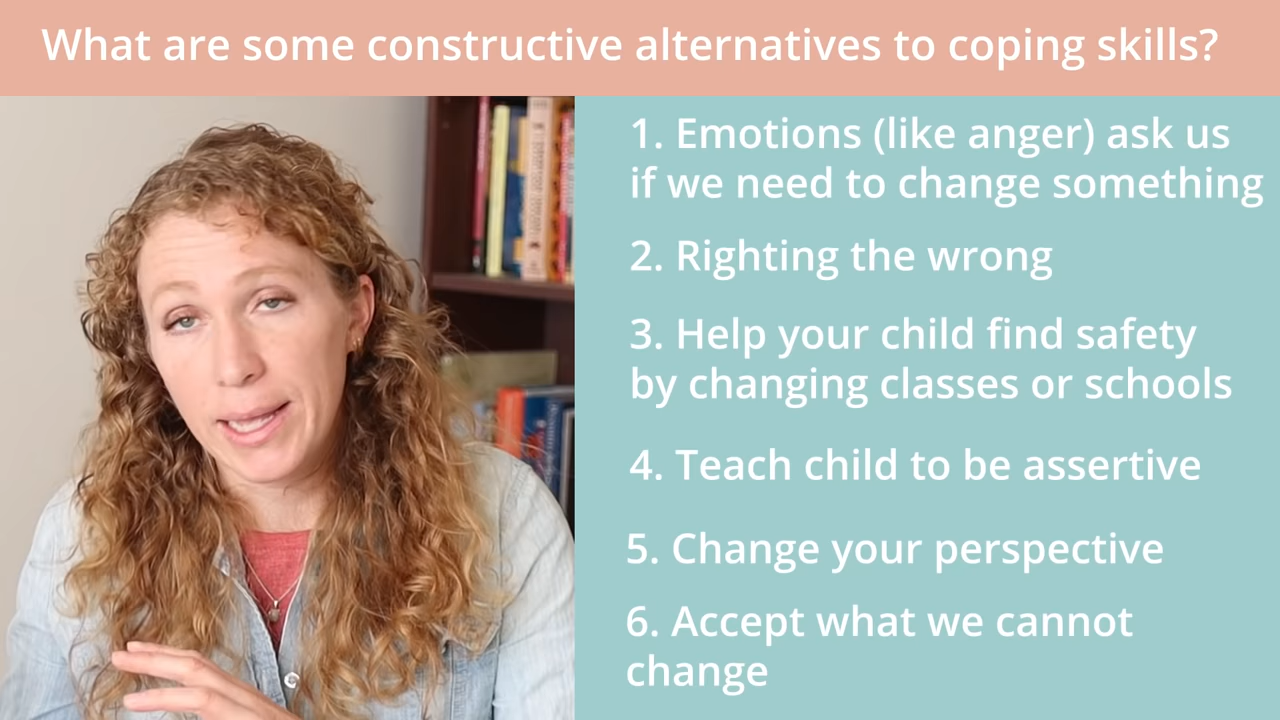 What are some constructive alternatives to coping skills?
1. Emotions (like anger) ask us
if we need to change something
2. Righting the wrong
3. Help your child find safety
by changing classes or schools
4. Teach child to be assertive
5. Change your perspective
6. Accept what we cannot
change